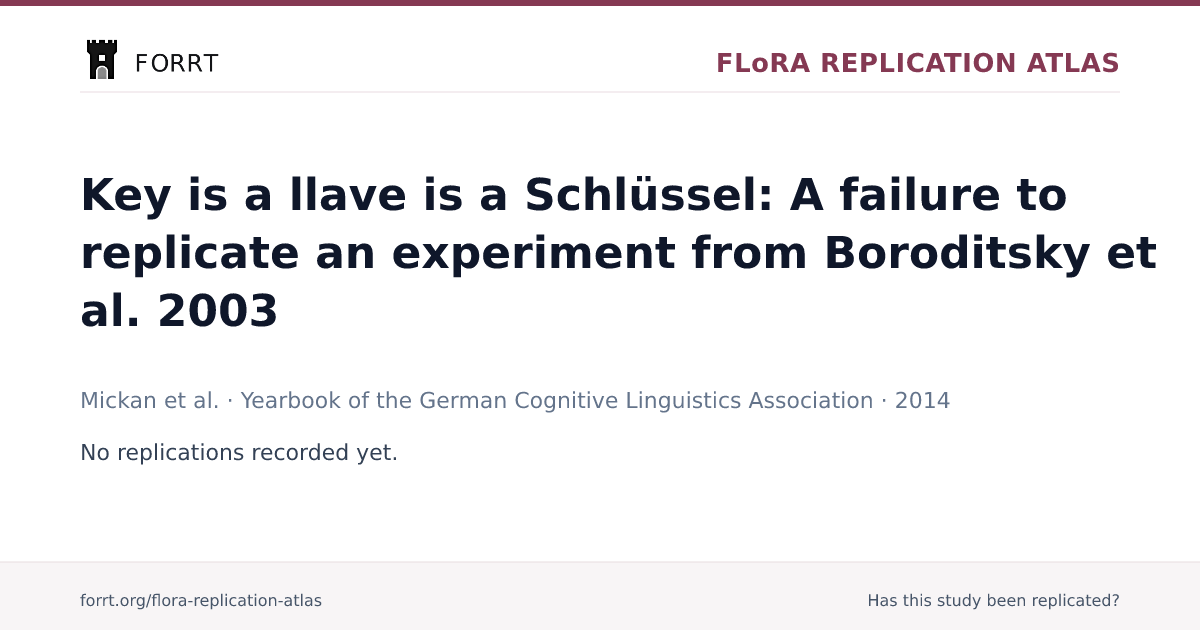 FORRT
FLoRA REPLICATION ATLAS
Key is a llave is a Schlüssel: A failure to
replicate an experiment from Boroditsky et
al. 2003
Mickan et al. · Yearbook of the German Cognitive Linguistics Association · 2014
No replications recorded yet.
forrt.org/flora-replication-atlas
Has this study been replicated?